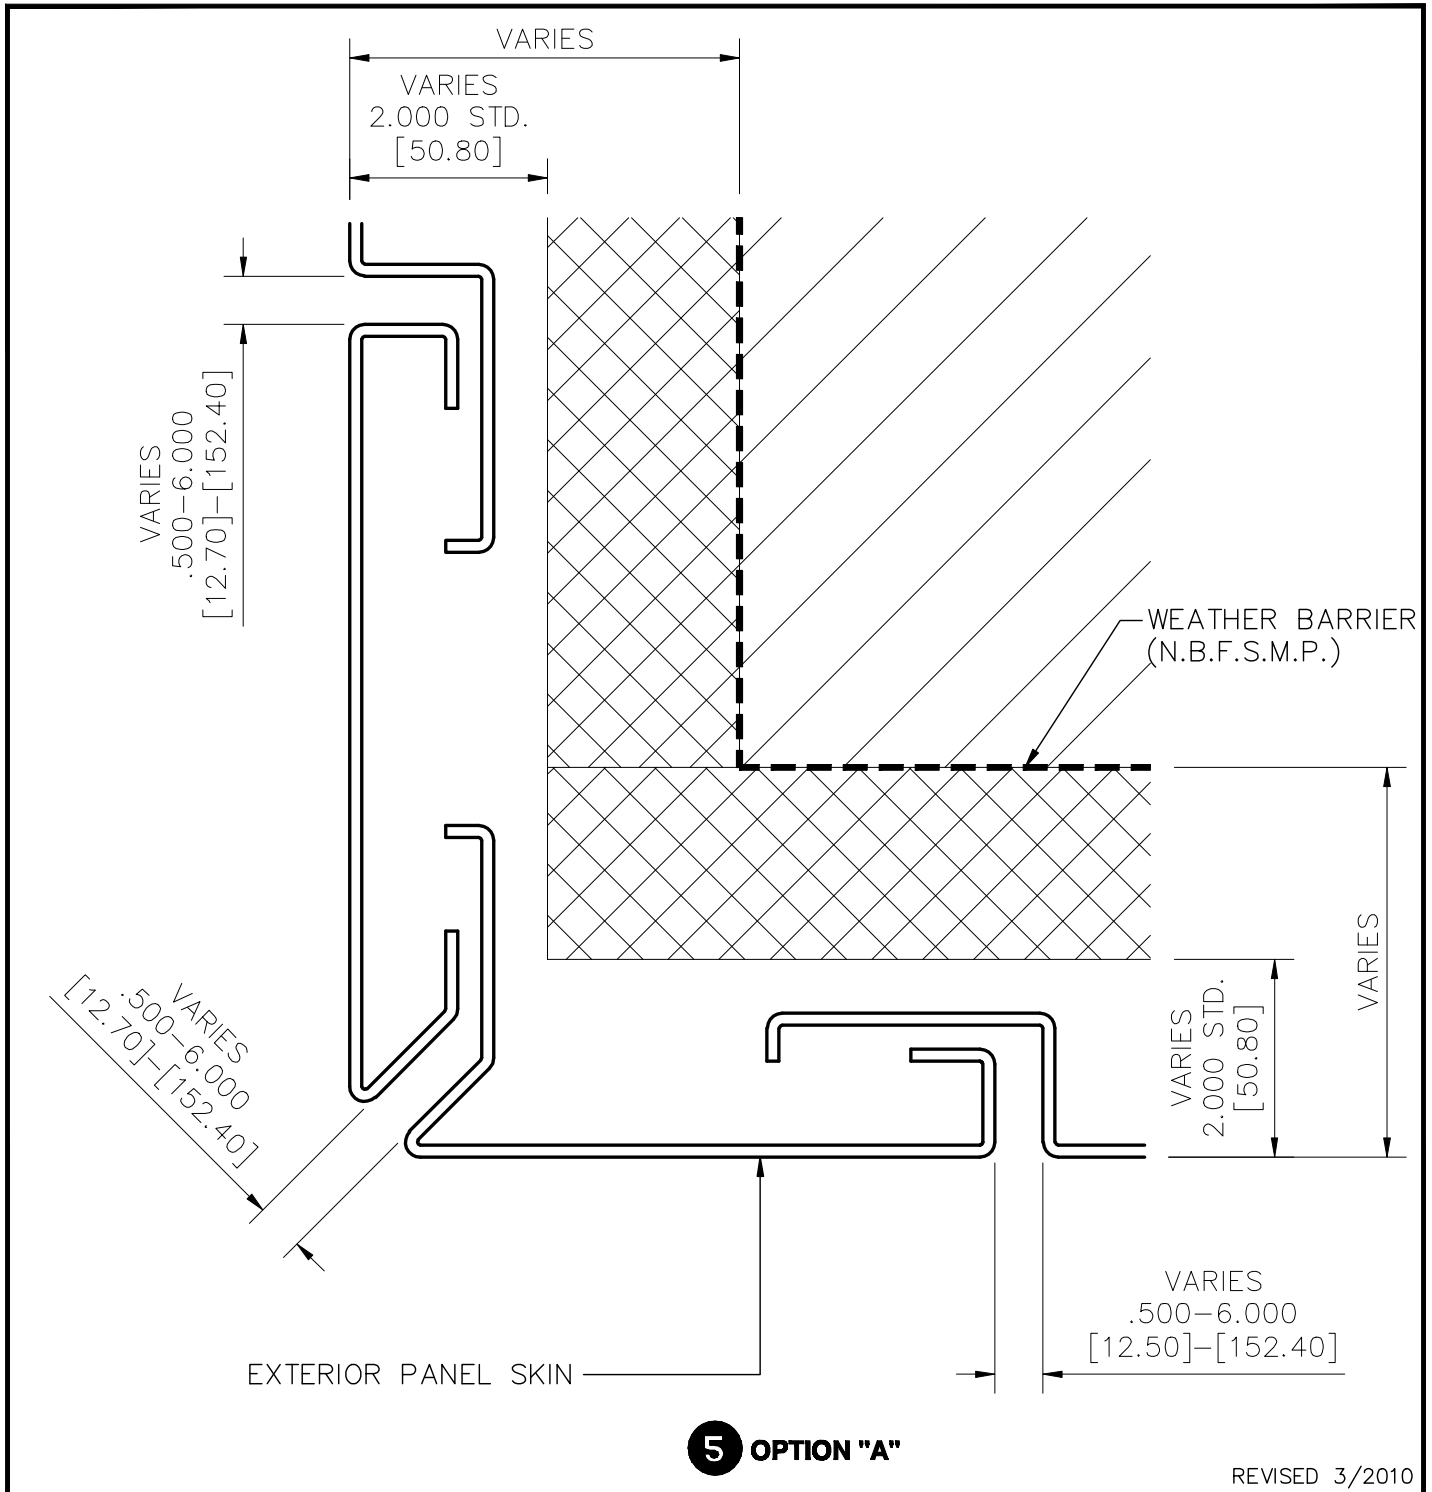 VARIES
VARIES
2.000 STD.
[50.80]
VARIES
.500-6.000
[12.70]-[152.40]
WEATHER BARRIER
(N.B.F.S.M.P.)
VARIES
VARIES
2.000 STD.
[50.80]
VARIES
.500-6.000
[12.70]-[152.40]
VARIES
.500-6.000
[12.50]-[152.40]
EXTERIOR PANEL SKIN
5 OPTION "A"
REVISED 3/2010